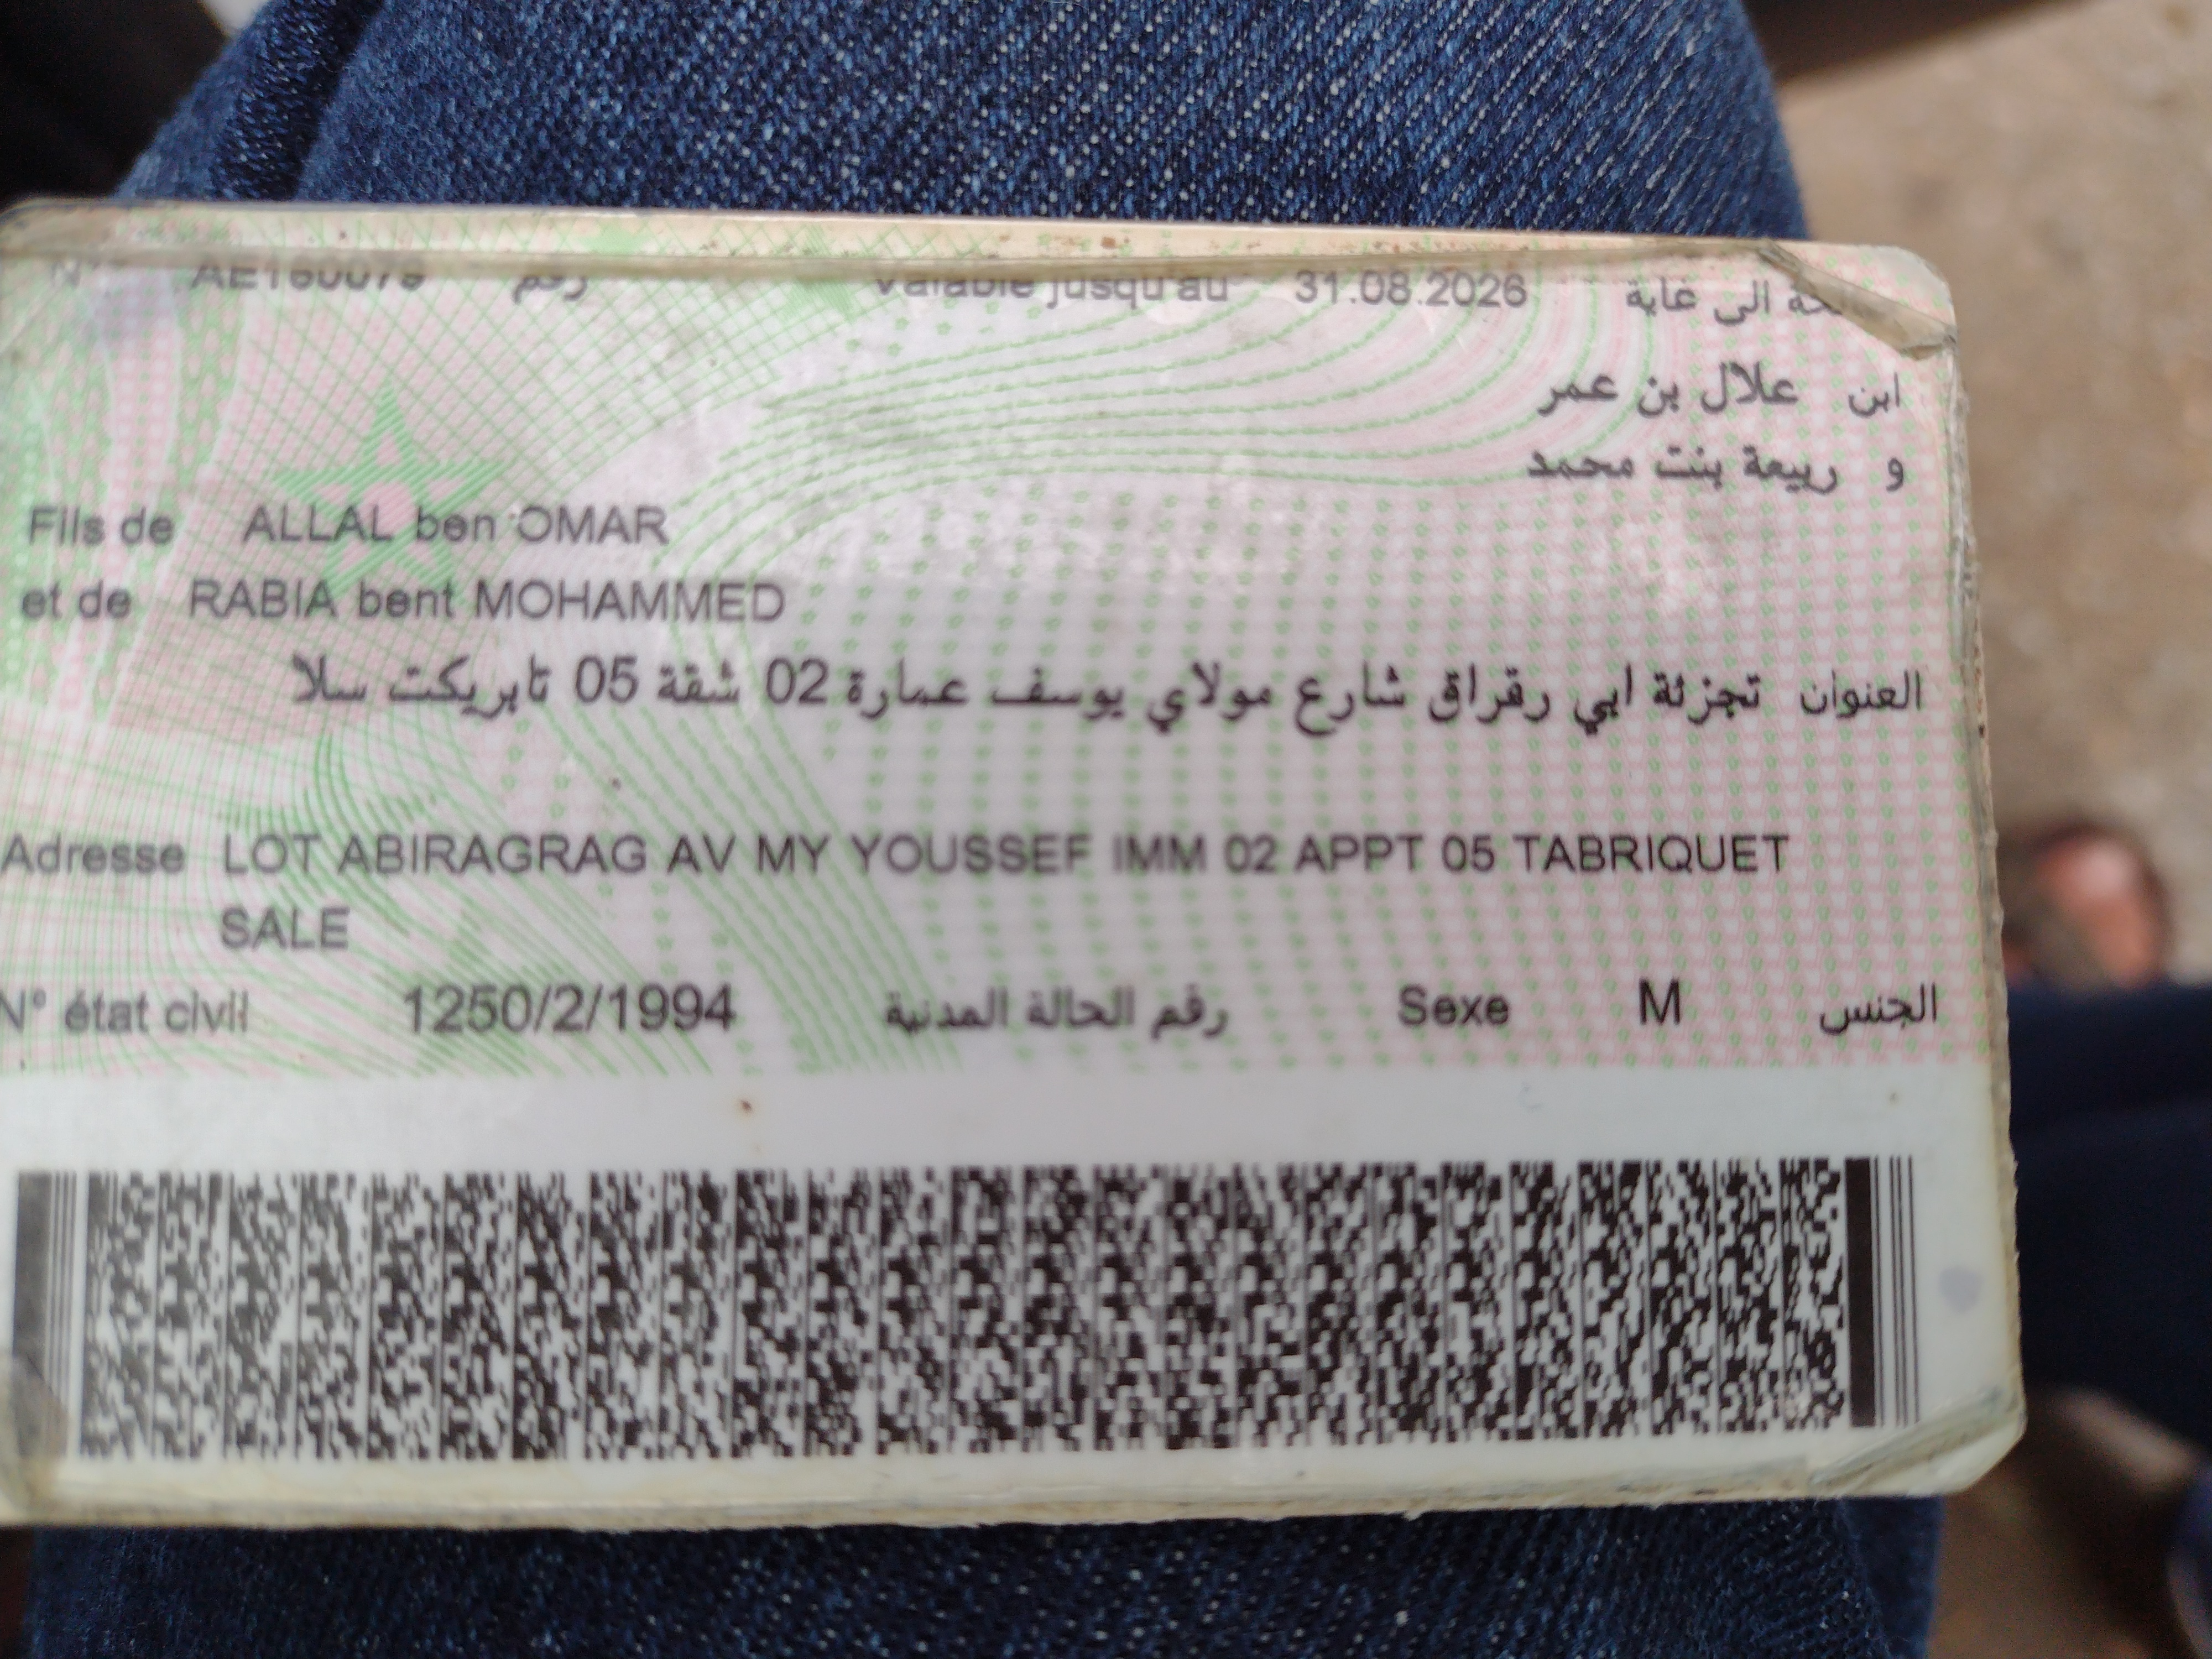 N° AE160079 رقم Valable jusqu'au 31.08.2026 الى غاية
ابن علال بن عمر
و ربيعة بنت محمد
Fils de ALLAL ben OMAR
et de RABIA bent MOHAMMED
العنوان تجزئة ابي رقراق شارع مولاي يوسف عمارة 02 شقة 05 تابريكت سلا
Adresse LOT ABIRAGRAG AV MY YOUSSEF IMM 02 APPT 05 TABRIQUET
SALE
N° état civil 1250/2/1994 رقم الحالة المدنية Sexe M الجنس